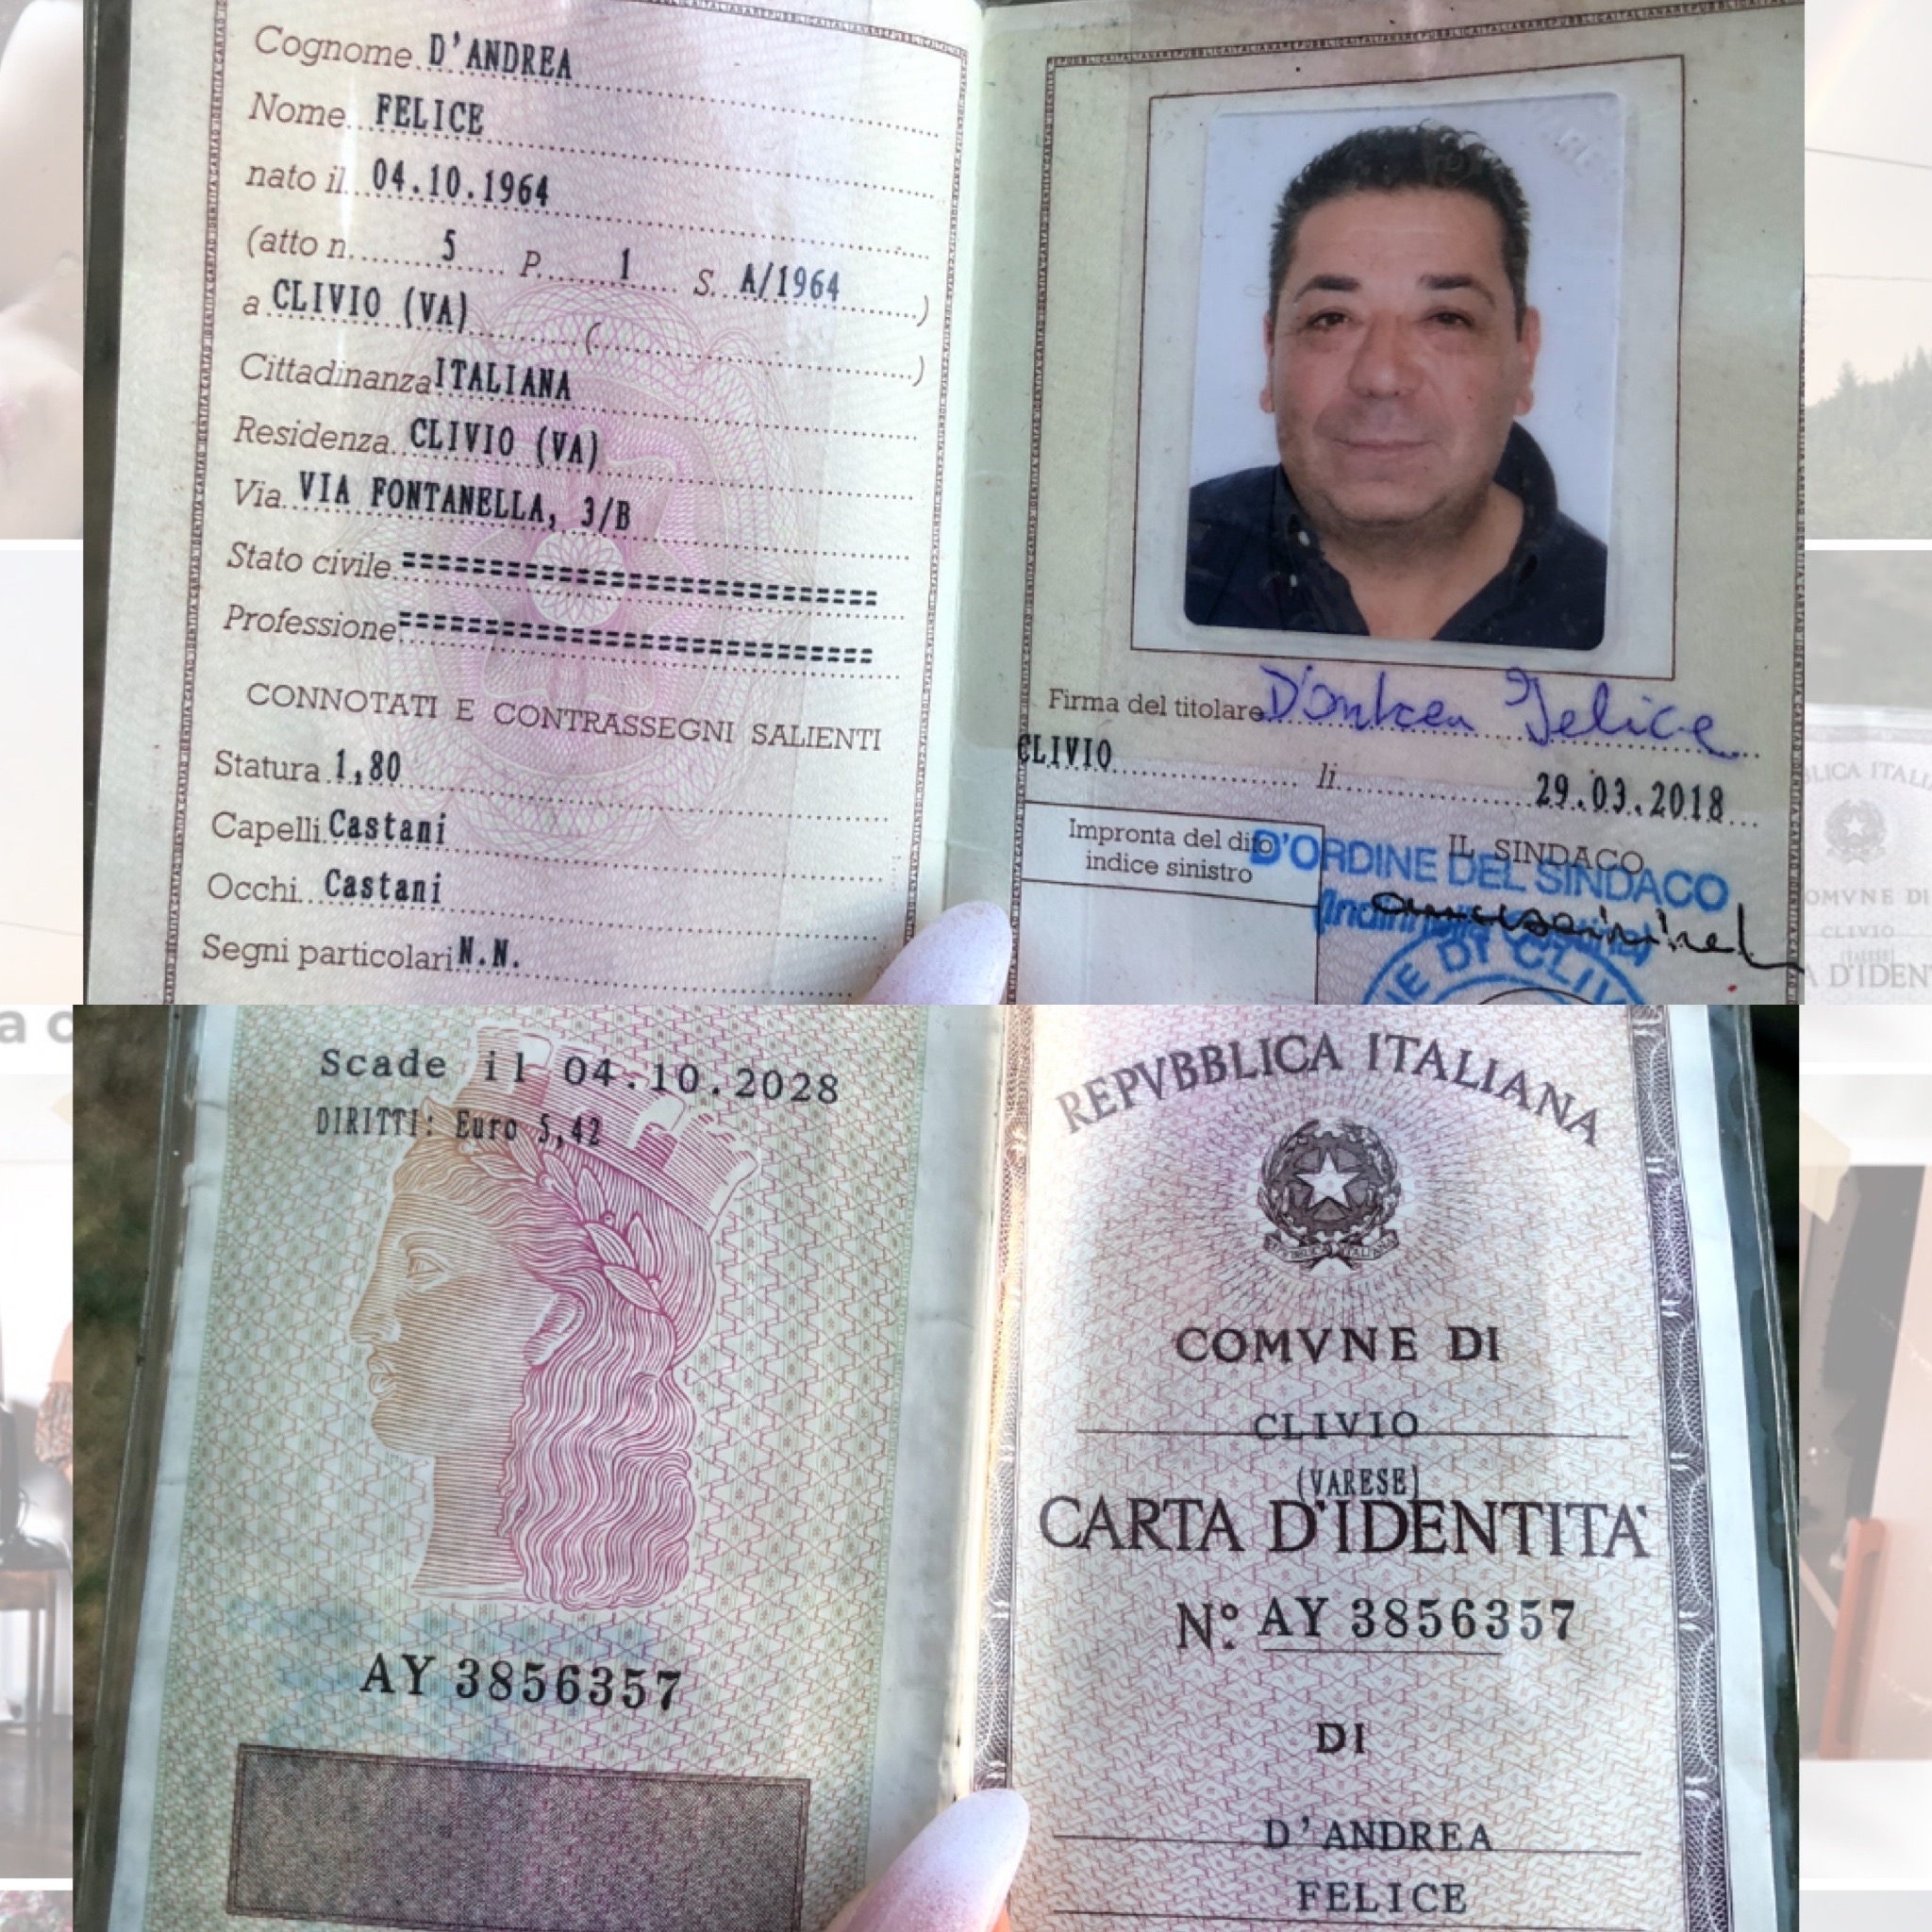 Cognome D'ANDREA
Nome FELICE
nato il 04.10.1964
(atto n. 5 P. 1 S. A/1964 )
a CLIVIO (VA) ( )
Cittadinanza ITALIANA
Residenza CLIVIO (VA)
Via VIA FONTANELLA, 3/B
Stato civile ===========================
Professione ===========================
CONNOTATI E CONTRASSEGNI SALIENTI
Statura 1,80
Capelli Castani
Occhi Castani
Segni particolari N.N.
Firma del titolare D'Andrea Felice
CLIVIO li 29.03.2018
Impronta del dito
indice sinistro
IL SINDACO
D'ORDINE DEL SINDACO
Scade il 04.10.2028
DIRITTI: Euro 5,42
AY 3856357
REPVBBLICA ITALIANA
COMVNE DI
CLIVIO
(VARESE)
CARTA D'IDENTITA'
N° AY 3856357
DI
D'ANDREA
FELICE